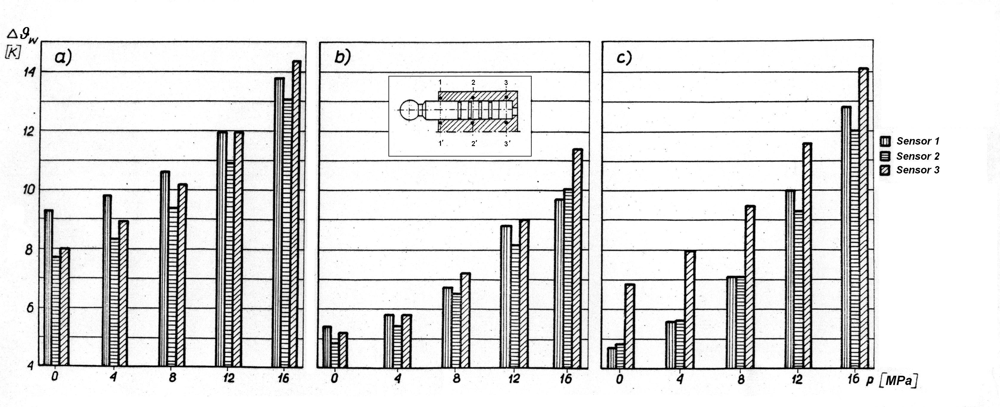 Δϑw
[K]
a)
b)
c)
14
12
10
8
6
4
1 2 3
1′ 2′ 3′
Sensor 1
Sensor 2
Sensor 3
0 4 8 12 16
0 4 8 12 16
0 4 8 12 16 p [MPa]